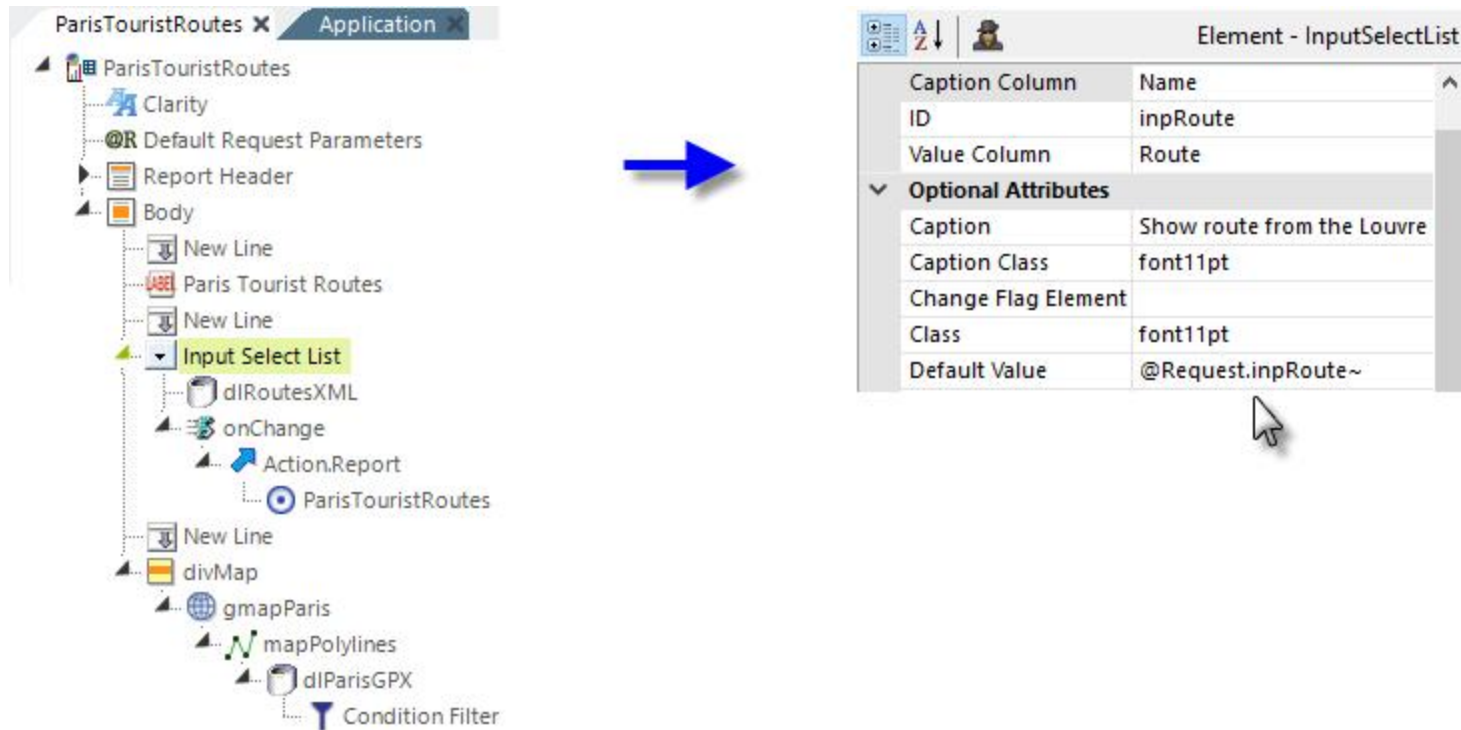 ParisTouristRoutes
Application
ParisTouristRoutes
Clarity
@R Default Request Parameters
Report Header
Body
New Line
LABEL Paris Tourist Routes
New Line
Input Select List
dlRoutesXML
onChange
Action.Report
ParisTouristRoutes
New Line
divMap
gmapParis
mapPolylines
dlParisGPX
Condition Filter
Element - InputSelectList
Caption Column Name
ID inpRoute
Value Column Route
Optional Attributes
Caption Show route from the Louvre
Caption Class font11pt
Change Flag Element
Class font11pt
Default Value @Request.inpRoute~